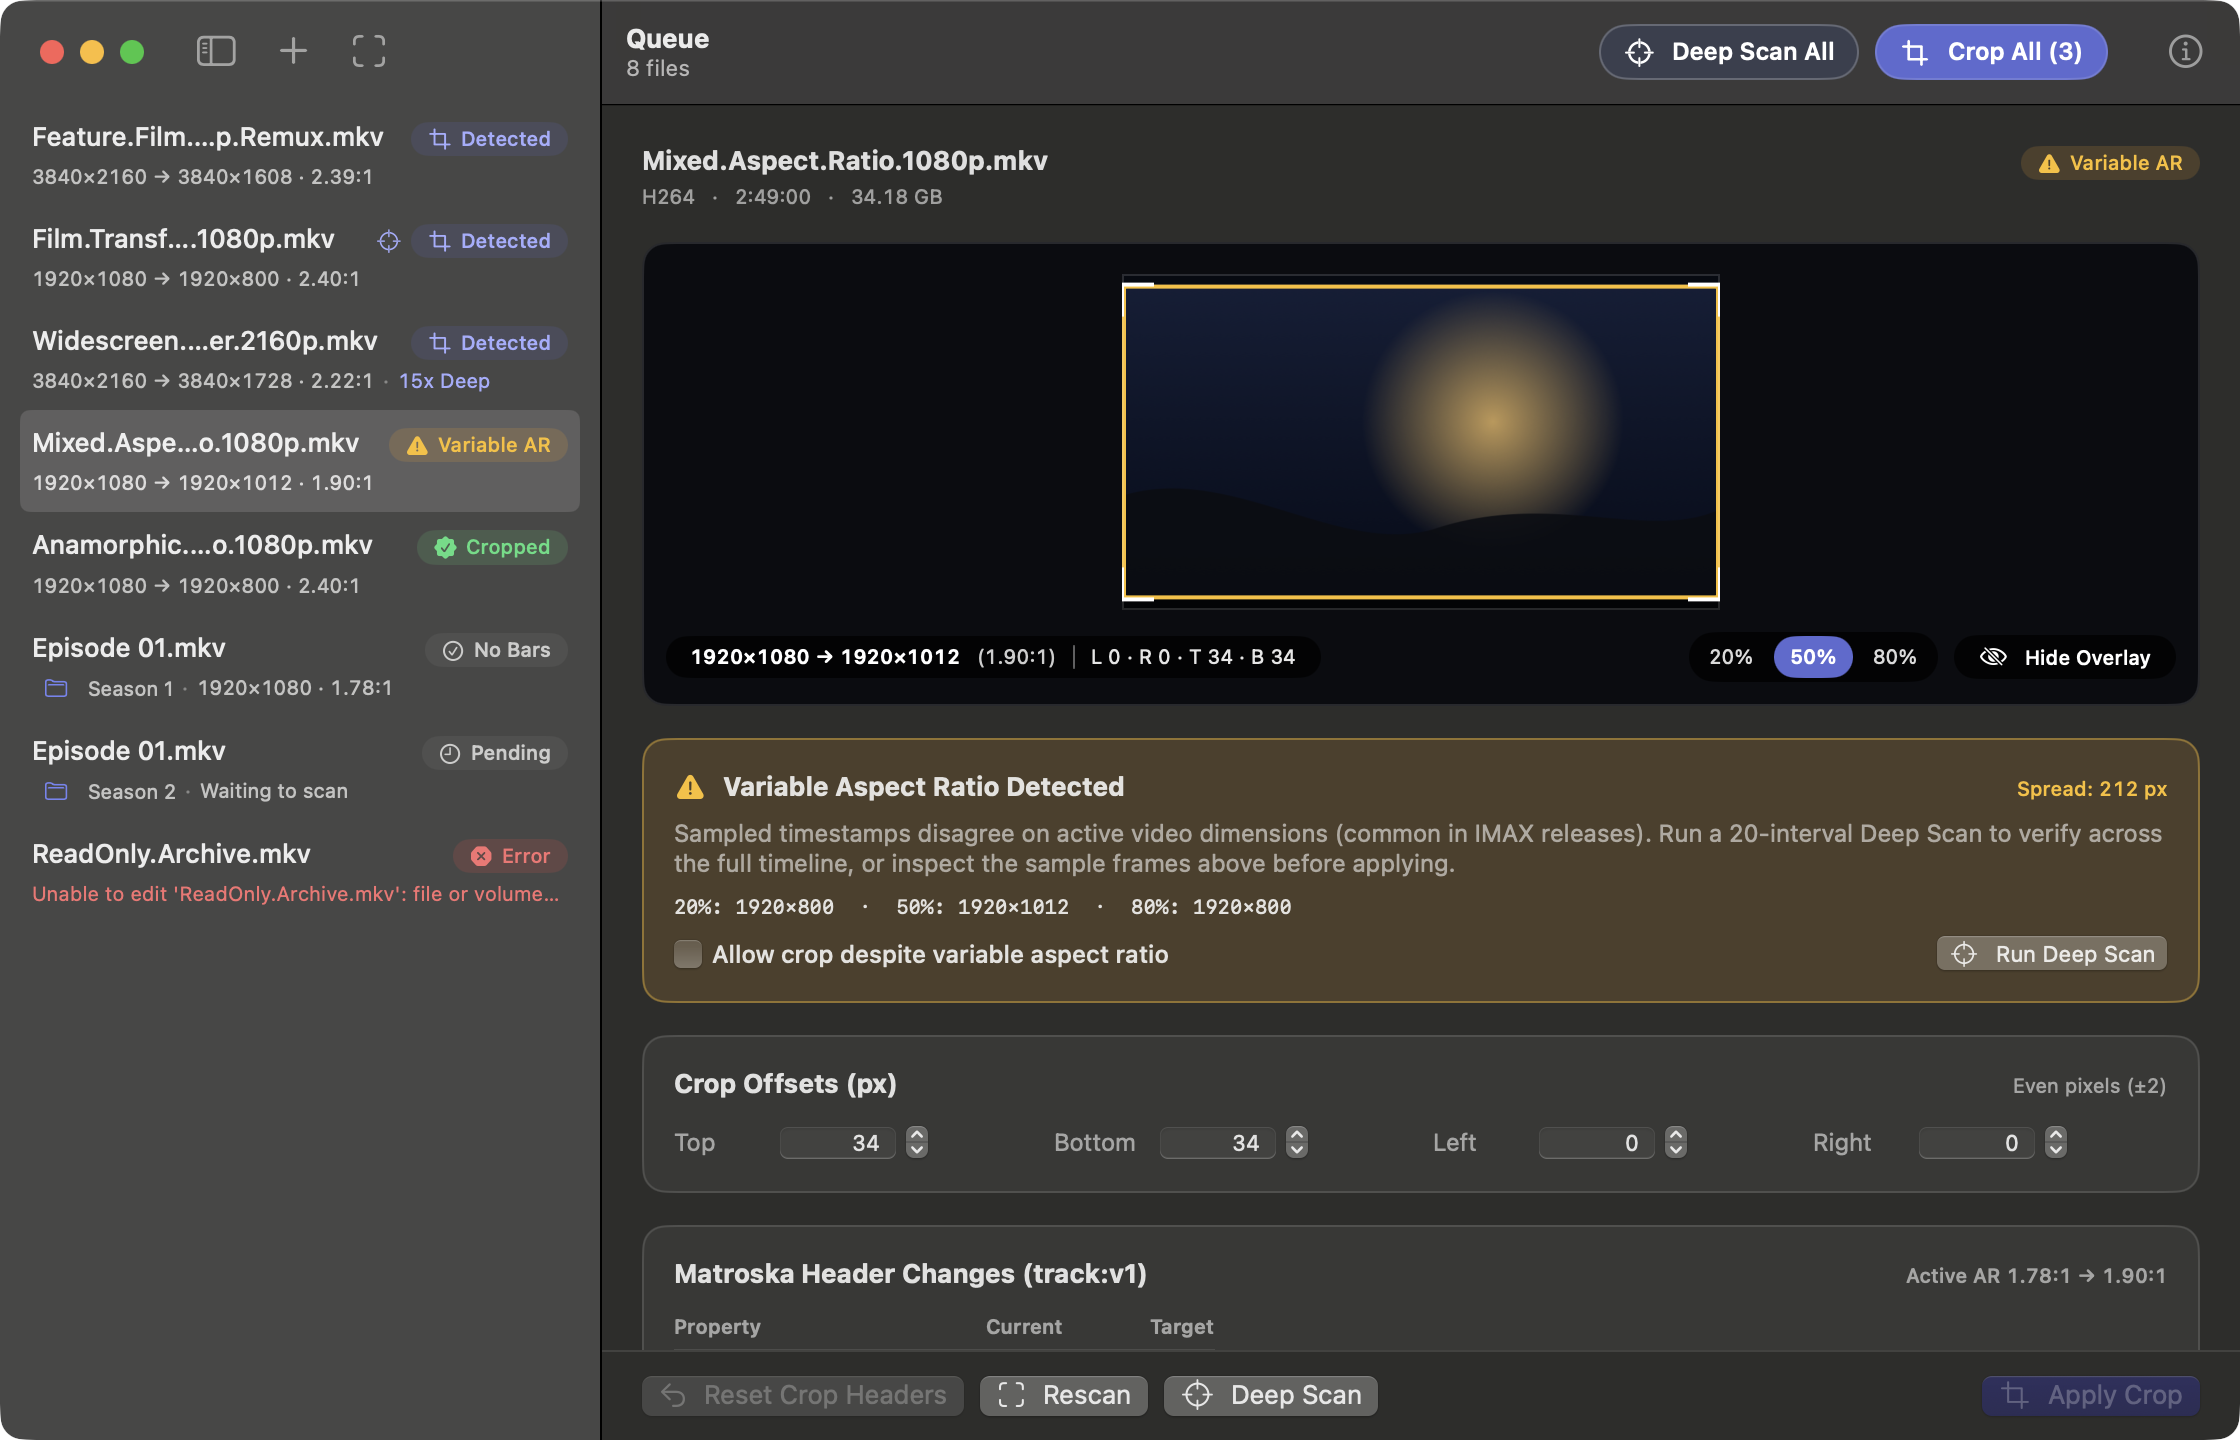 Feature.Film....p.Remux.mkv
Detected
3840×2160 → 3840×1608 · 2.39:1
Film.Transf....1080p.mkv
Detected
1920×1080 → 1920×800 · 2.40:1
Widescreen....er.2160p.mkv
Detected
3840×2160 → 3840×1728 · 2.22:1 · 15x Deep
Mixed.Aspe...o.1080p.mkv
Variable AR
1920×1080 → 1920×1012 · 1.90:1
Anamorphic....o.1080p.mkv
Cropped
1920×1080 → 1920×800 · 2.40:1
Episode 01.mkv
No Bars
Season 1 · 1920×1080 · 1.78:1
Episode 01.mkv
Pending
Season 2 · Waiting to scan
ReadOnly.Archive.mkv
Error
Unable to edit 'ReadOnly.Archive.mkv': file or volume...
Queue
8 files
Deep Scan All
Crop All (3)
Mixed.Aspect.Ratio.1080p.mkv
Variable AR
H264 · 2:49:00 · 34.18 GB
1920×1080 → 1920×1012 (1.90:1) | L 0 · R 0 · T 34 · B 34
20% 50% 80%
Hide Overlay
Variable Aspect Ratio Detected
Spread: 212 px
Sampled timestamps disagree on active video dimensions (common in IMAX releases). Run a 20-interval Deep Scan to verify across
the full timeline, or inspect the sample frames above before applying.
20%: 1920×800 · 50%: 1920×1012 · 80%: 1920×800
Allow crop despite variable aspect ratio
Run Deep Scan
Crop Offsets (px)
Even pixels (±2)
Top 34 Bottom 34 Left 0 Right 0
Matroska Header Changes (track:v1)
Active AR 1.78:1 → 1.90:1
Property Current Target
Reset Crop Headers
Rescan
Deep Scan
Apply Crop